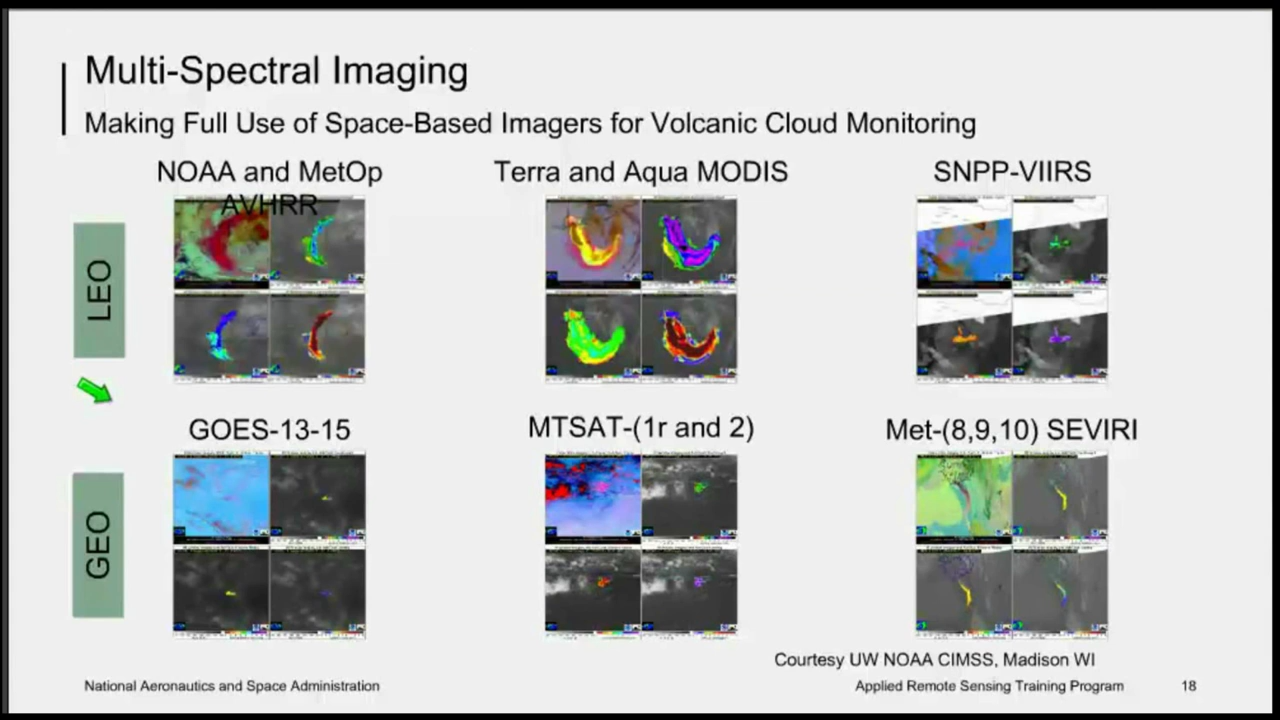 Multi-Spectral Imaging
Making Full Use of Space-Based Imagers for Volcanic Cloud Monitoring
NOAA and MetOp
AVHRR
Terra and Aqua MODIS
SNPP-VIIRS
LEO
GOES-13-15
MTSAT-(1r and 2)
Met-(8,9,10) SEVIRI
GEO
Courtesy UW NOAA CIMSS, Madison WI
National Aeronautics and Space Administration
Applied Remote Sensing Training Program
18